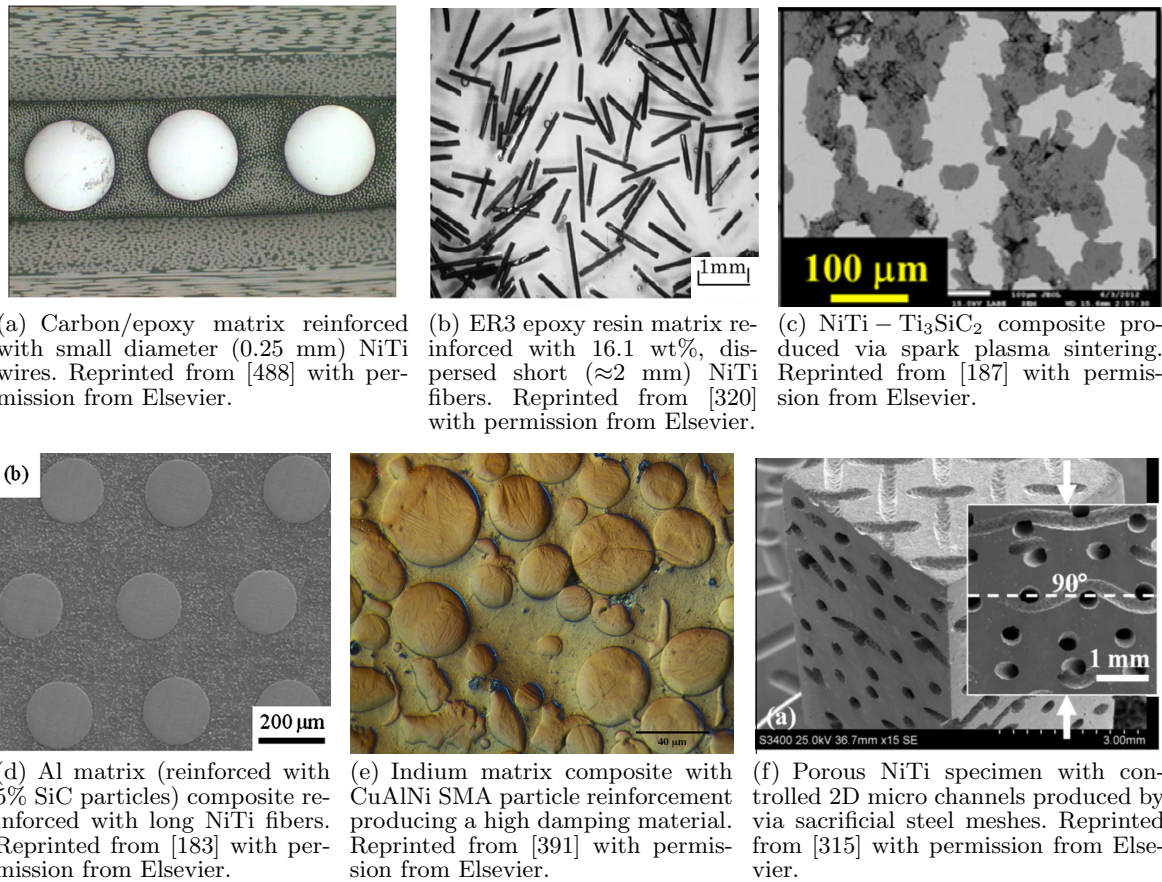 1mm
100 µm
100µm JEOL 6/3/2012
15.0kV LABE SEM WD 15.6mm 2:57:30
(a) Carbon/epoxy matrix reinforced
with small diameter (0.25 mm) NiTi
wires. Reprinted from [488] with per-
mission from Elsevier.
(b) ER3 epoxy resin matrix re-
inforced with 16.1 wt%, dis-
persed short (≈2 mm) NiTi
fibers. Reprinted from [320]
with permission from Elsevier.
(c) NiTi – Ti₃SiC₂ composite pro-
duced via spark plasma sintering.
Reprinted from [187] with permis-
sion from Elsevier.
(b)
200 µm
40 µm
90°
1 mm
(a)
S3400 25.0kV 36.7mm x15 SE 3.00mm
(d) Al matrix (reinforced with
5% SiC particles) composite re-
inforced with long NiTi fibers.
Reprinted from [183] with per-
mission from Elsevier.
(e) Indium matrix composite with
CuAlNi SMA particle reinforcement
producing a high damping material.
Reprinted from [391] with permis-
sion from Elsevier.
(f) Porous NiTi specimen with con-
trolled 2D micro channels produced by
via sacrificial steel meshes. Reprinted
from [315] with permission from Else-
vier.